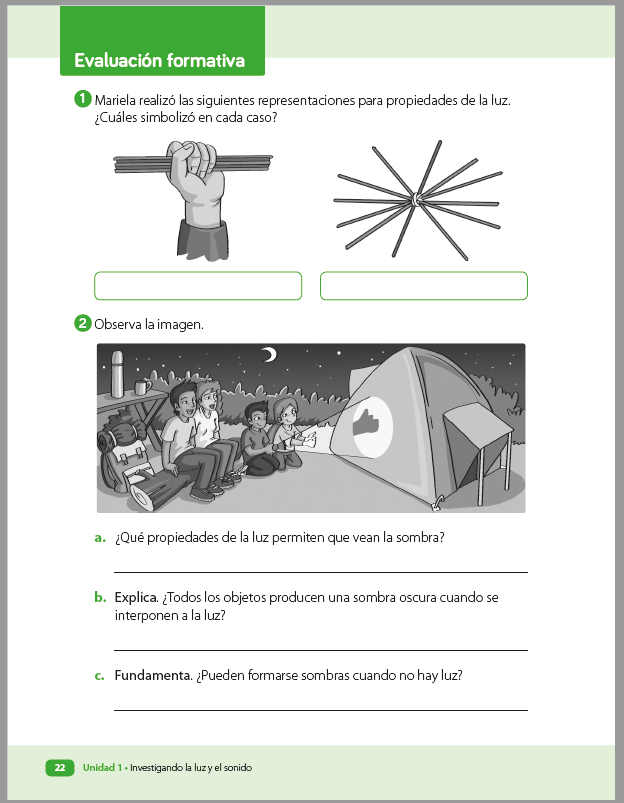 Evaluación formativa
1 Mariela realizó las siguientes representaciones para propiedades de la luz.
¿Cuáles simbolizó en cada caso?
2 Observa la imagen.
a. ¿Qué propiedades de la luz permiten que vean la sombra?
b. Explica. ¿Todos los objetos producen una sombra oscura cuando se
interponen a la luz?
c. Fundamenta. ¿Pueden formarse sombras cuando no hay luz?
22 Unidad 1 • Investigando la luz y el sonido